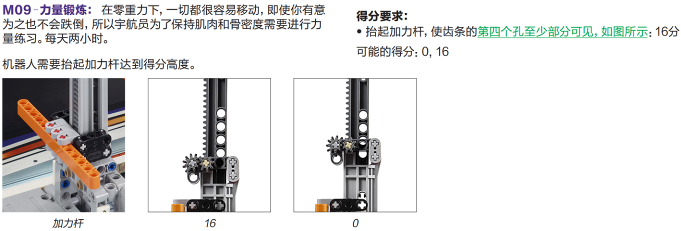 M09-力量锻炼: 在零重力下，一切都很容易移动，即使你有意
为之也不会跌倒，所以宇航员为了保持肌肉和骨密度需要进行力
量练习。每天两小时。
机器人需要抬起加力杆达到得分高度。
得分要求:
• 抬起加力杆，使齿条的第四个孔至少部分可见，如图所示: 16分
可能的得分: 0, 16
加力杆
16
0